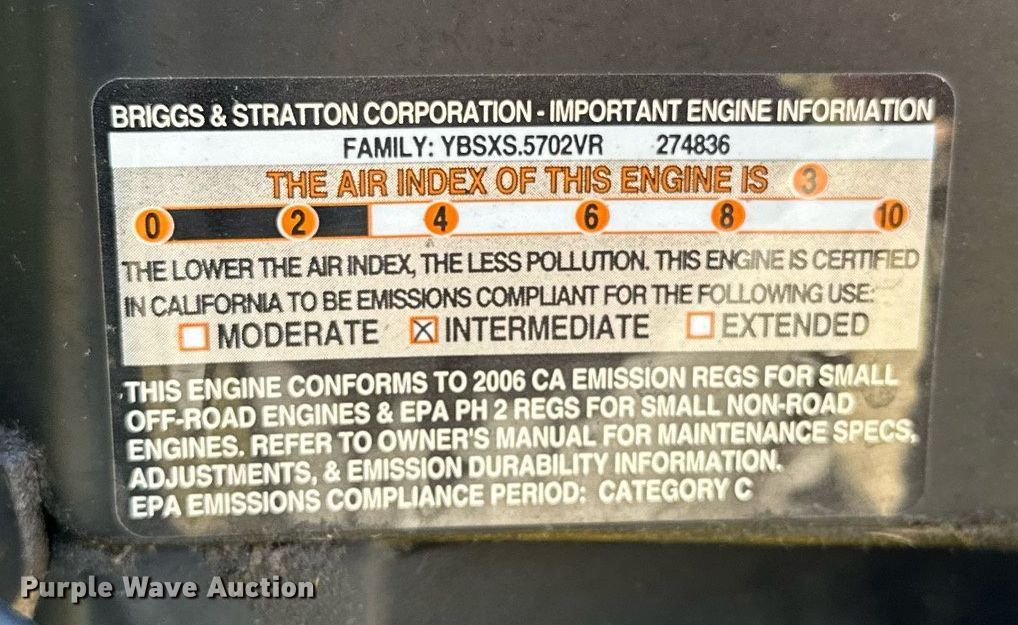 BRIGGS & STRATTON CORPORATION - IMPORTANT ENGINE INFORMATION
FAMILY: YBSXS.5702VR 274836
THE AIR INDEX OF THIS ENGINE IS 3
0 2 4 6 8 10
THE LOWER THE AIR INDEX, THE LESS POLLUTION. THIS ENGINE IS CERTIFIED
IN CALIFORNIA TO BE EMISSIONS COMPLIANT FOR THE FOLLOWING USE:
MODERATE INTERMEDIATE EXTENDED
THIS ENGINE CONFORMS TO 2006 CA EMISSION REGS FOR SMALL
OFF-ROAD ENGINES & EPA PH 2 REGS FOR SMALL NON-ROAD
ENGINES. REFER TO OWNER'S MANUAL FOR MAINTENANCE SPECS,
ADJUSTMENTS, & EMISSION DURABILITY INFORMATION.
EPA EMISSIONS COMPLIANCE PERIOD: CATEGORY C
Purple Wave Auction